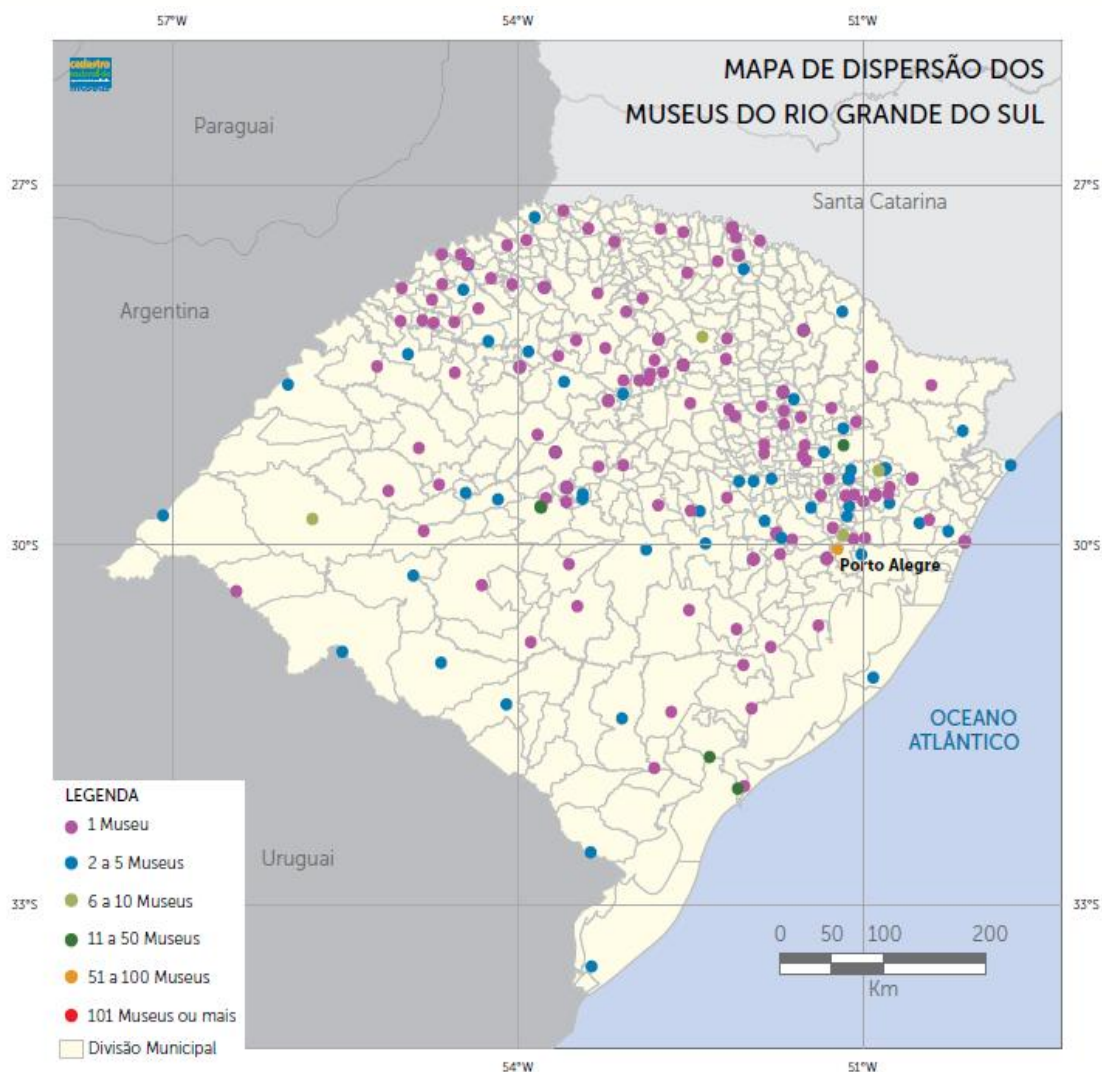 57°W
54°W
51°W
cadastro
MAPA DE DISPERSÃO DOS
MUSEUS DO RIO GRANDE DO SUL
Paraguai
27°S
27°S
Santa Catarina
Argentina
30°S
30°S
Porto Alegre
OCEANO
ATLÂNTICO
LEGENDA
1 Museu
2 a 5 Museus
6 a 10 Museus
11 a 50 Museus
51 a 100 Museus
101 Museus ou mais
Divisão Municipal
Uruguai
33°S
33°S
0 50 100 200
Km
57°W
54°W
51°W